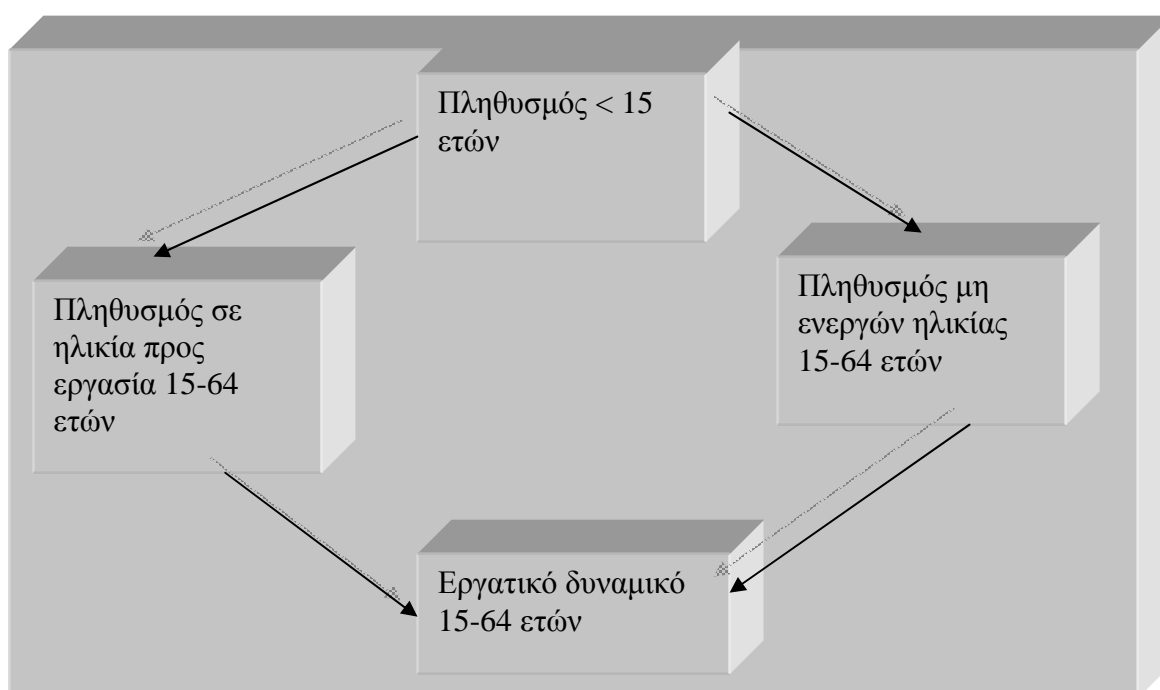 Πληθυσμός < 15
ετών
Πληθυσμός σε
ηλικία προς
εργασία 15-64
ετών
Πληθυσμός μη
ενεργών ηλικίας
15-64 ετών
Εργατικό δυναμικό
15-64 ετών